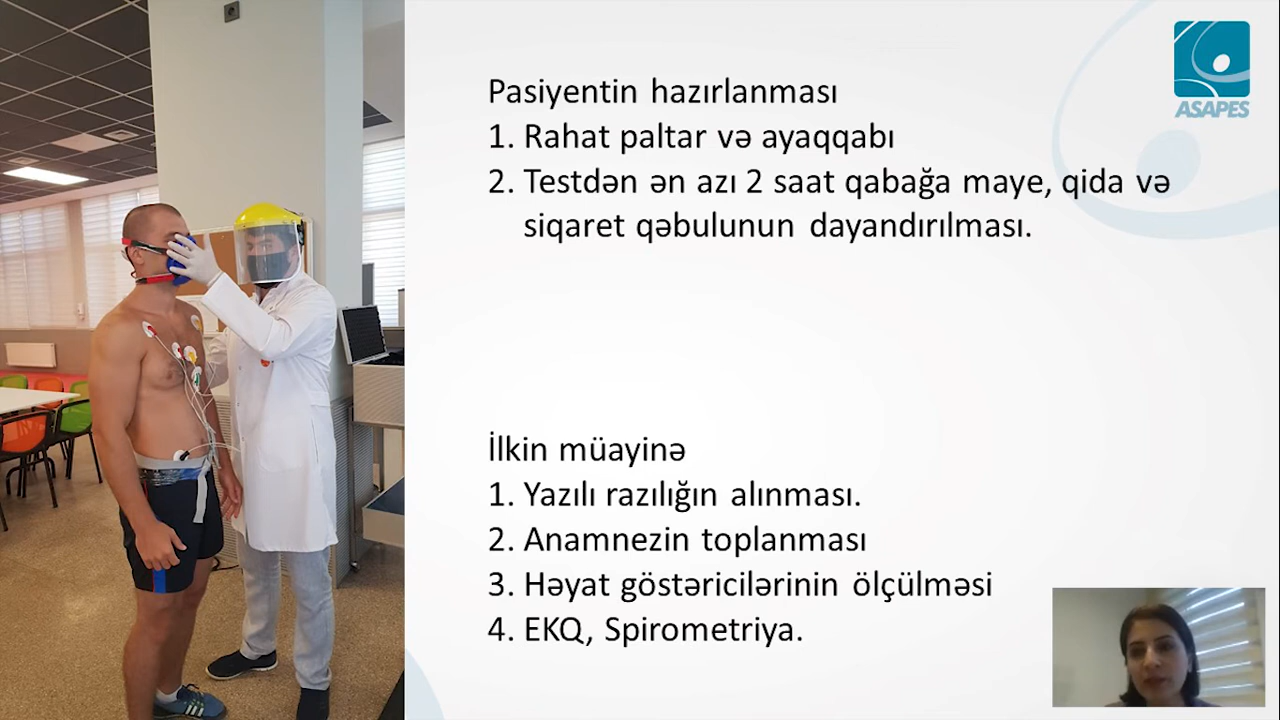 ASAPES
Pasiyentin hazırlanması
1. Rahat paltar və ayaqqabı
2. Testdən ən azı 2 saat qabağa maye, qida və
siqaret qəbulunun dayandırılması.
İlkin müayinə
1. Yazılı razılığın alınması.
2. Anamnezin toplanması
3. Həyat göstəricilərinin ölçülməsi
4. EKQ, Spirometriya.